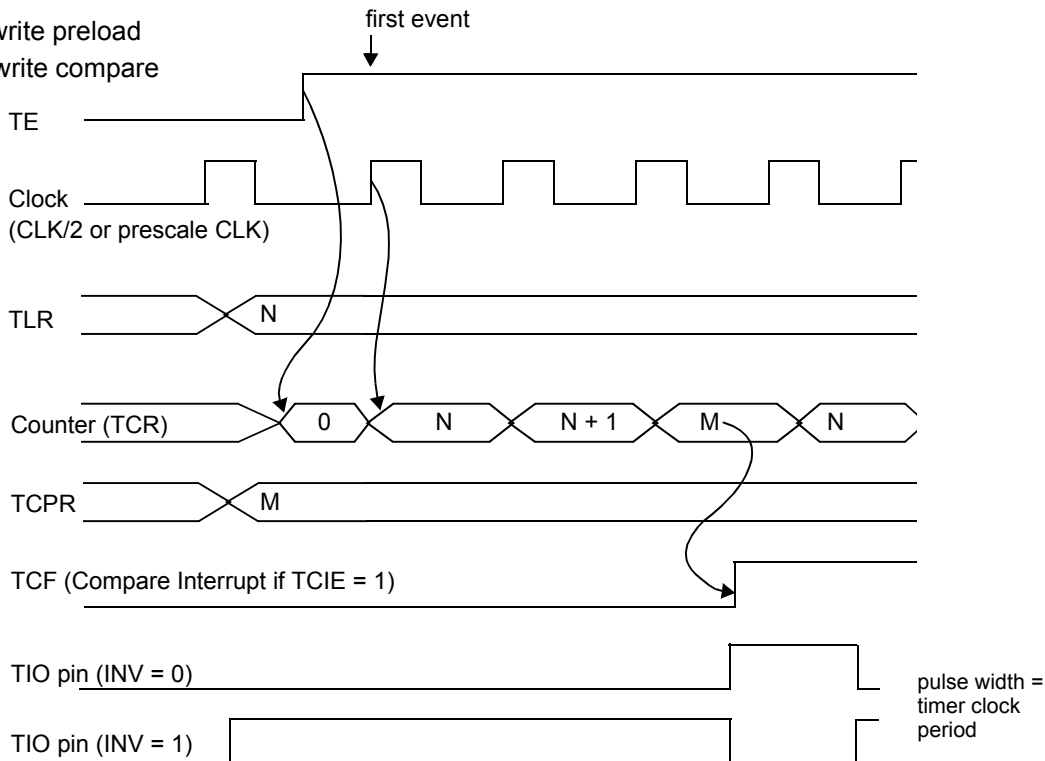 first event
write preload
write compare
TE
Clock
(CLK/2 or prescale CLK)
TLR
N
Counter (TCR)
0
N
N + 1
M
N
TCPR
M
TCF (Compare Interrupt if TCIE = 1)
TIO pin (INV = 0)
pulse width =
timer clock
period
TIO pin (INV = 1)